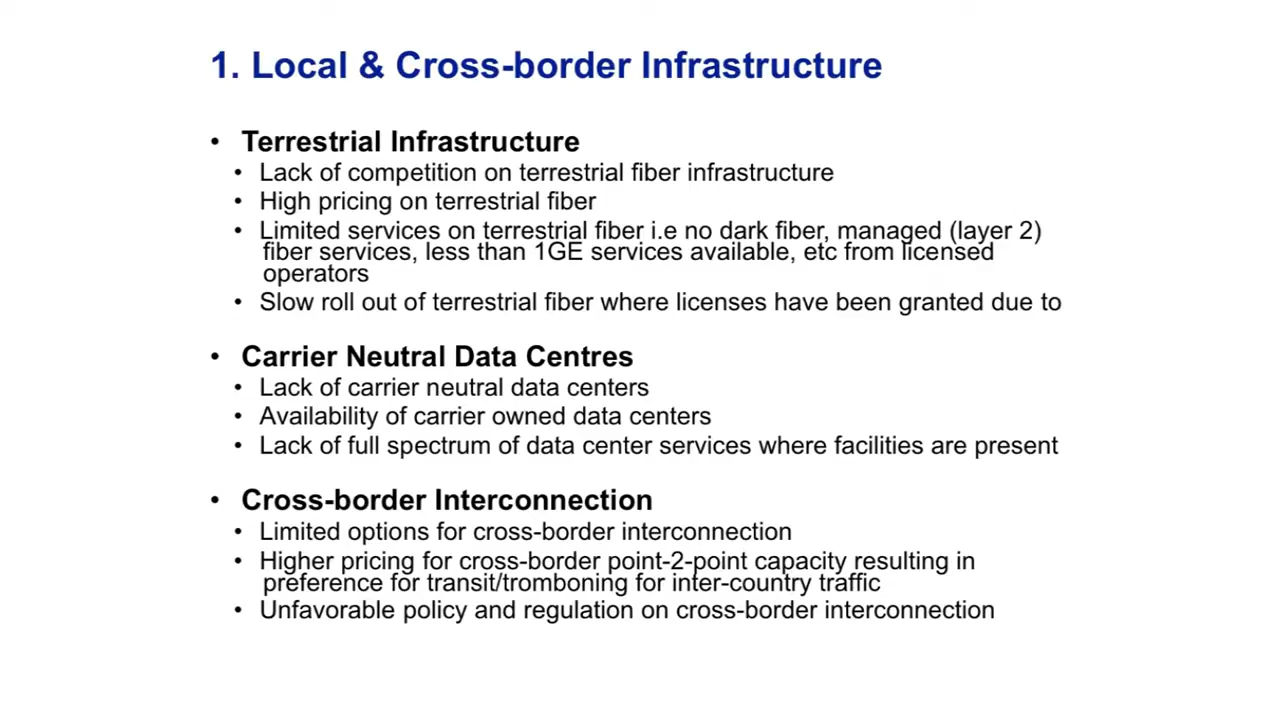 1. Local & Cross-border Infrastructure
• Terrestrial Infrastructure
• Lack of competition on terrestrial fiber infrastructure
• High pricing on terrestrial fiber
• Limited services on terrestrial fiber i.e no dark fiber, managed (layer 2)
fiber services, less than 1GE services available, etc from licensed
operators
• Slow roll out of terrestrial fiber where licenses have been granted due to
• Carrier Neutral Data Centres
• Lack of carrier neutral data centers
• Availability of carrier owned data centers
• Lack of full spectrum of data center services where facilities are present
• Cross-border Interconnection
• Limited options for cross-border interconnection
• Higher pricing for cross-border point-2-point capacity resulting in
preference for transit/tromboning for inter-country traffic
• Unfavorable policy and regulation on cross-border interconnection